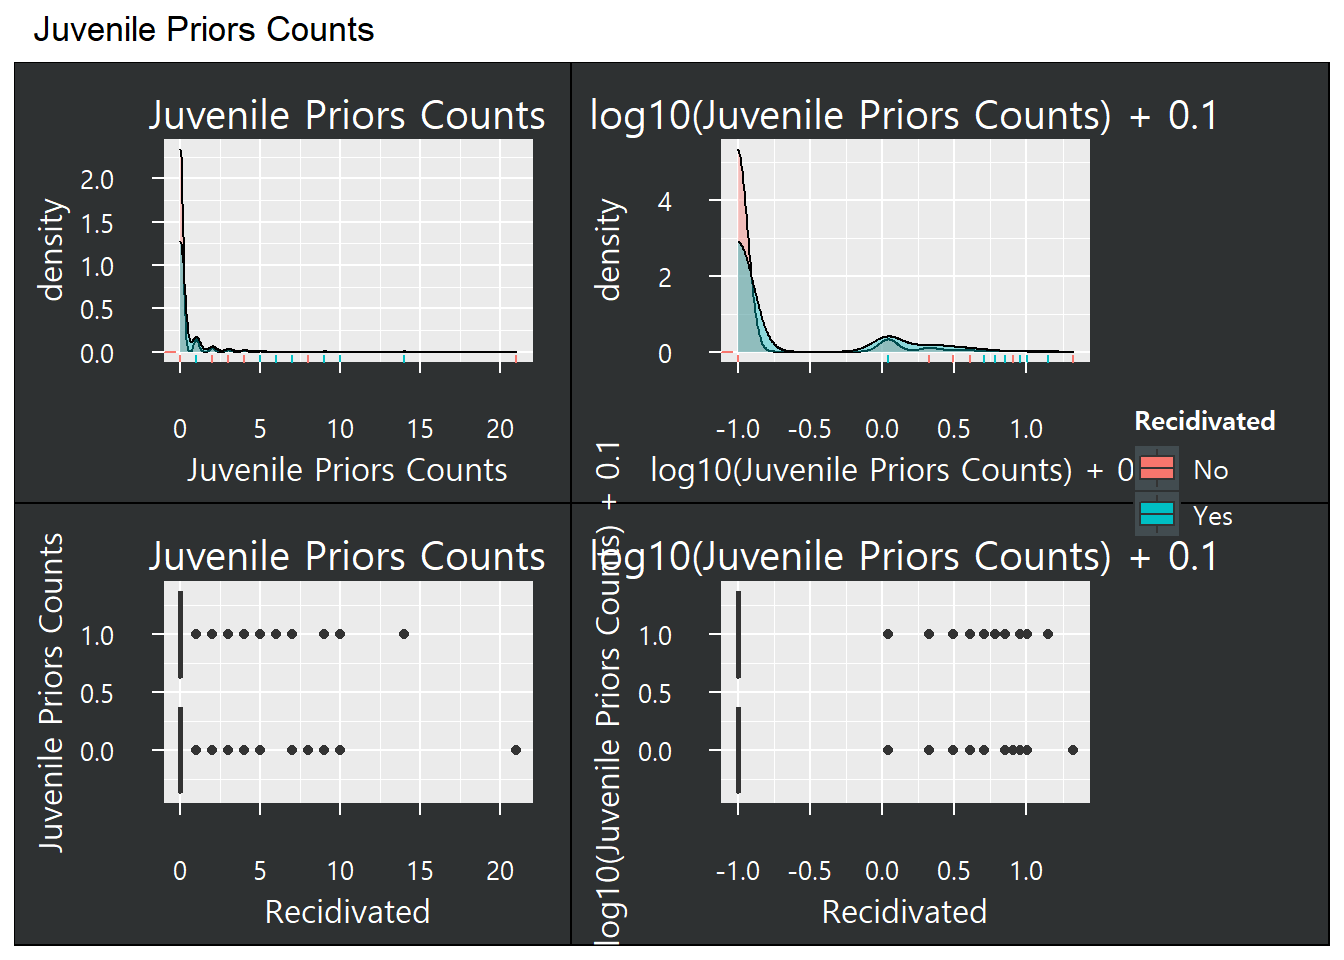 Juvenile Priors Counts
Juvenile Priors Counts
density
2.0
1.5
1.0
0.5
0.0
0 5 10 15 20
Juvenile Priors Counts
log10(Juvenile Priors Counts) + 0.1
density
4
2
0
-1.0 -0.5 0.0 0.5 1.0
log10(Juvenile Priors Counts) + 0
Recidivated
No
Yes
Juvenile Priors Counts
Juvenile Priors Counts
1.0
0.5
0.0
0 5 10 15 20
Recidivated
log10(Juvenile Priors Counts) + 0.1
log10(Juvenile Priors Counts) + 0.1
1.0
0.5
0.0
-1.0 -0.5 0.0 0.5 1.0
Recidivated